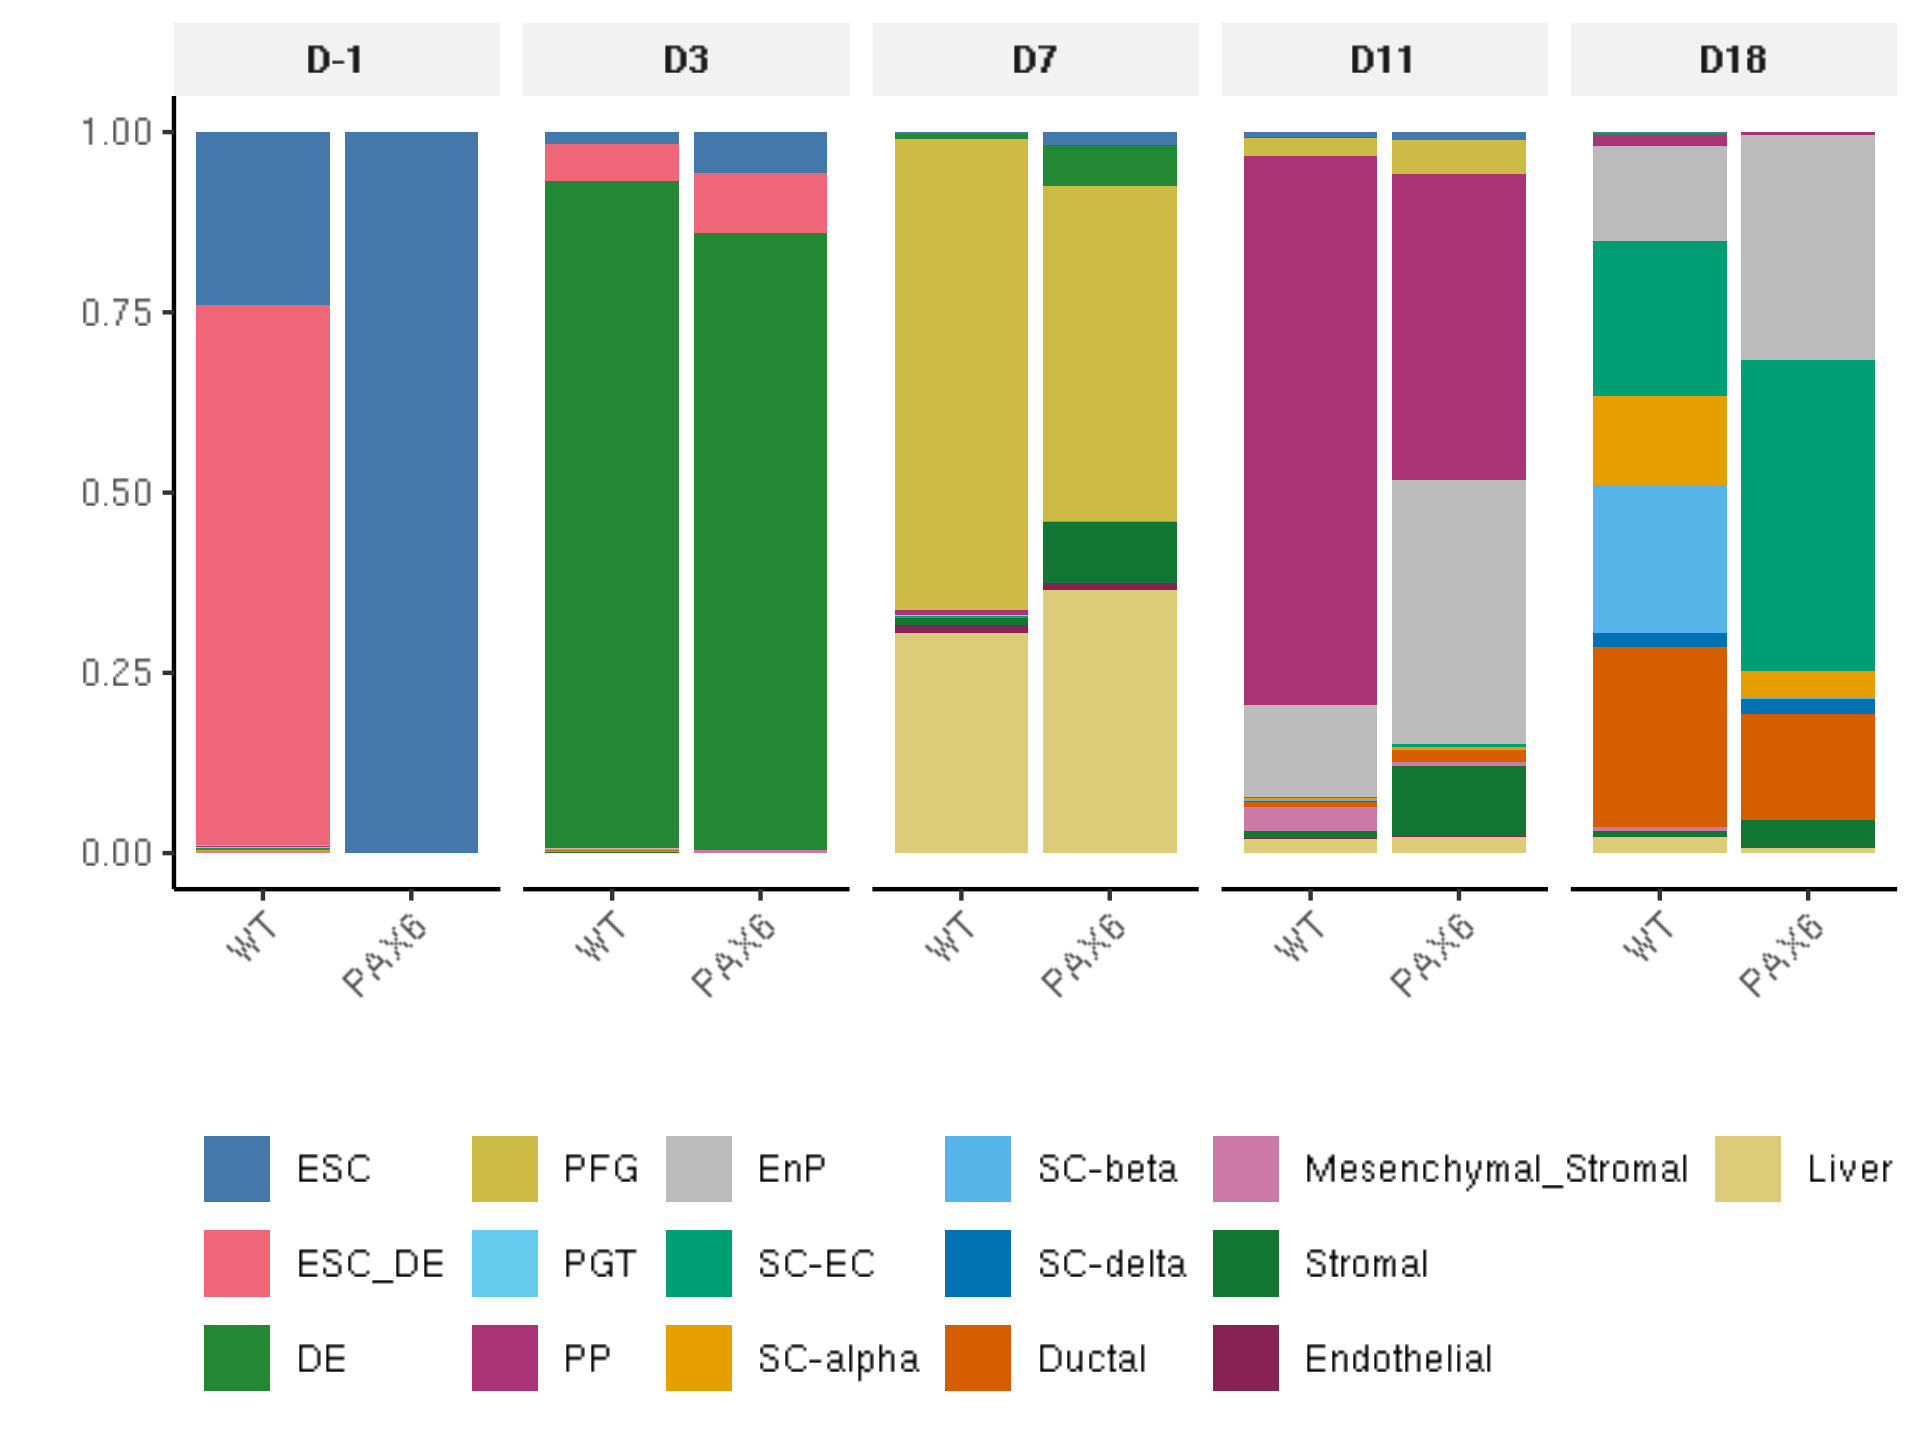 D-1 D3 D7 D11 D18
1.00
0.75
0.50
0.25
0.00
WT PAX6 WT PAX6 WT PAX6 WT PAX6 WT PAX6
ESC PFG EnP SC-beta Mesenchymal_Stromal Liver
ESC_DE PGT SC-EC SC-delta Stromal
DE PP SC-alpha Ductal Endothelial